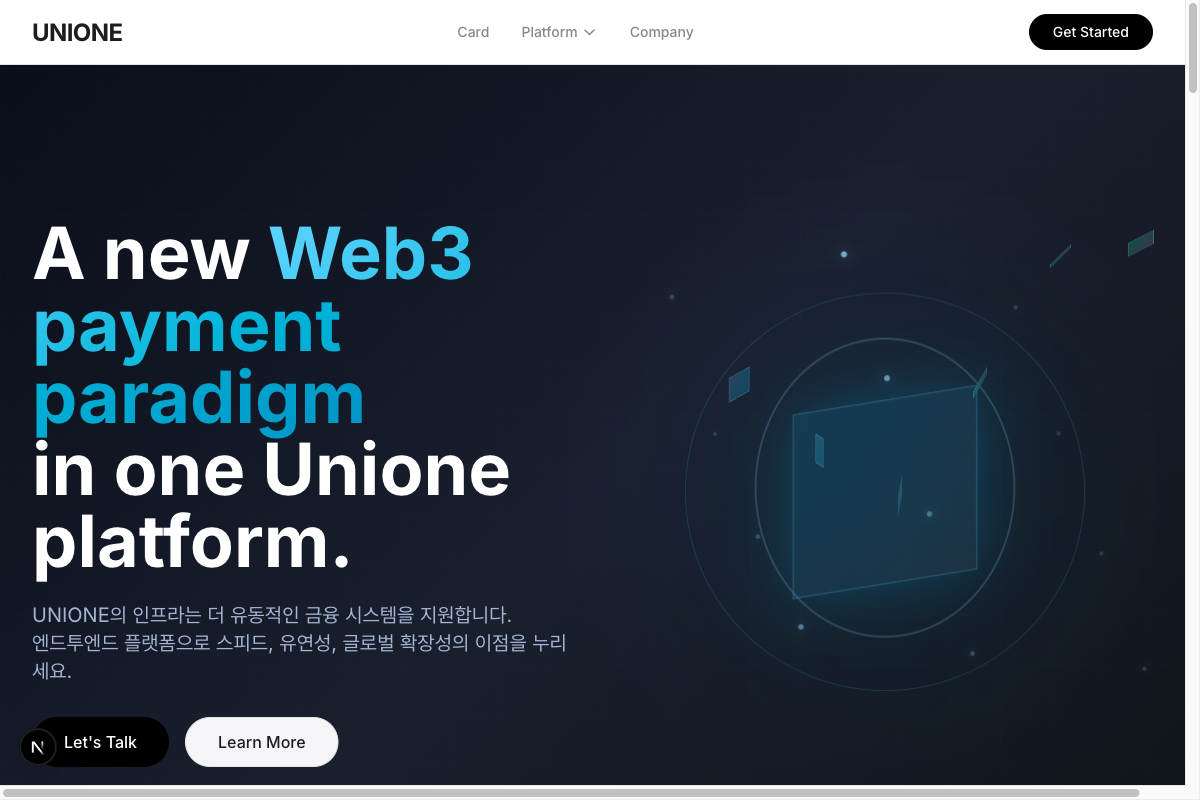 UNIONE
Card
Platform
Company
Get Started
A new Web3
payment
paradigm
in one Unione
platform.
UNIONE의 인프라는 더 유동적인 금융 시스템을 지원합니다.
엔드투엔드 플랫폼으로 스피드, 유연성, 글로벌 확장성의 이점을 누리
세요.
N
Let's Talk
Learn More